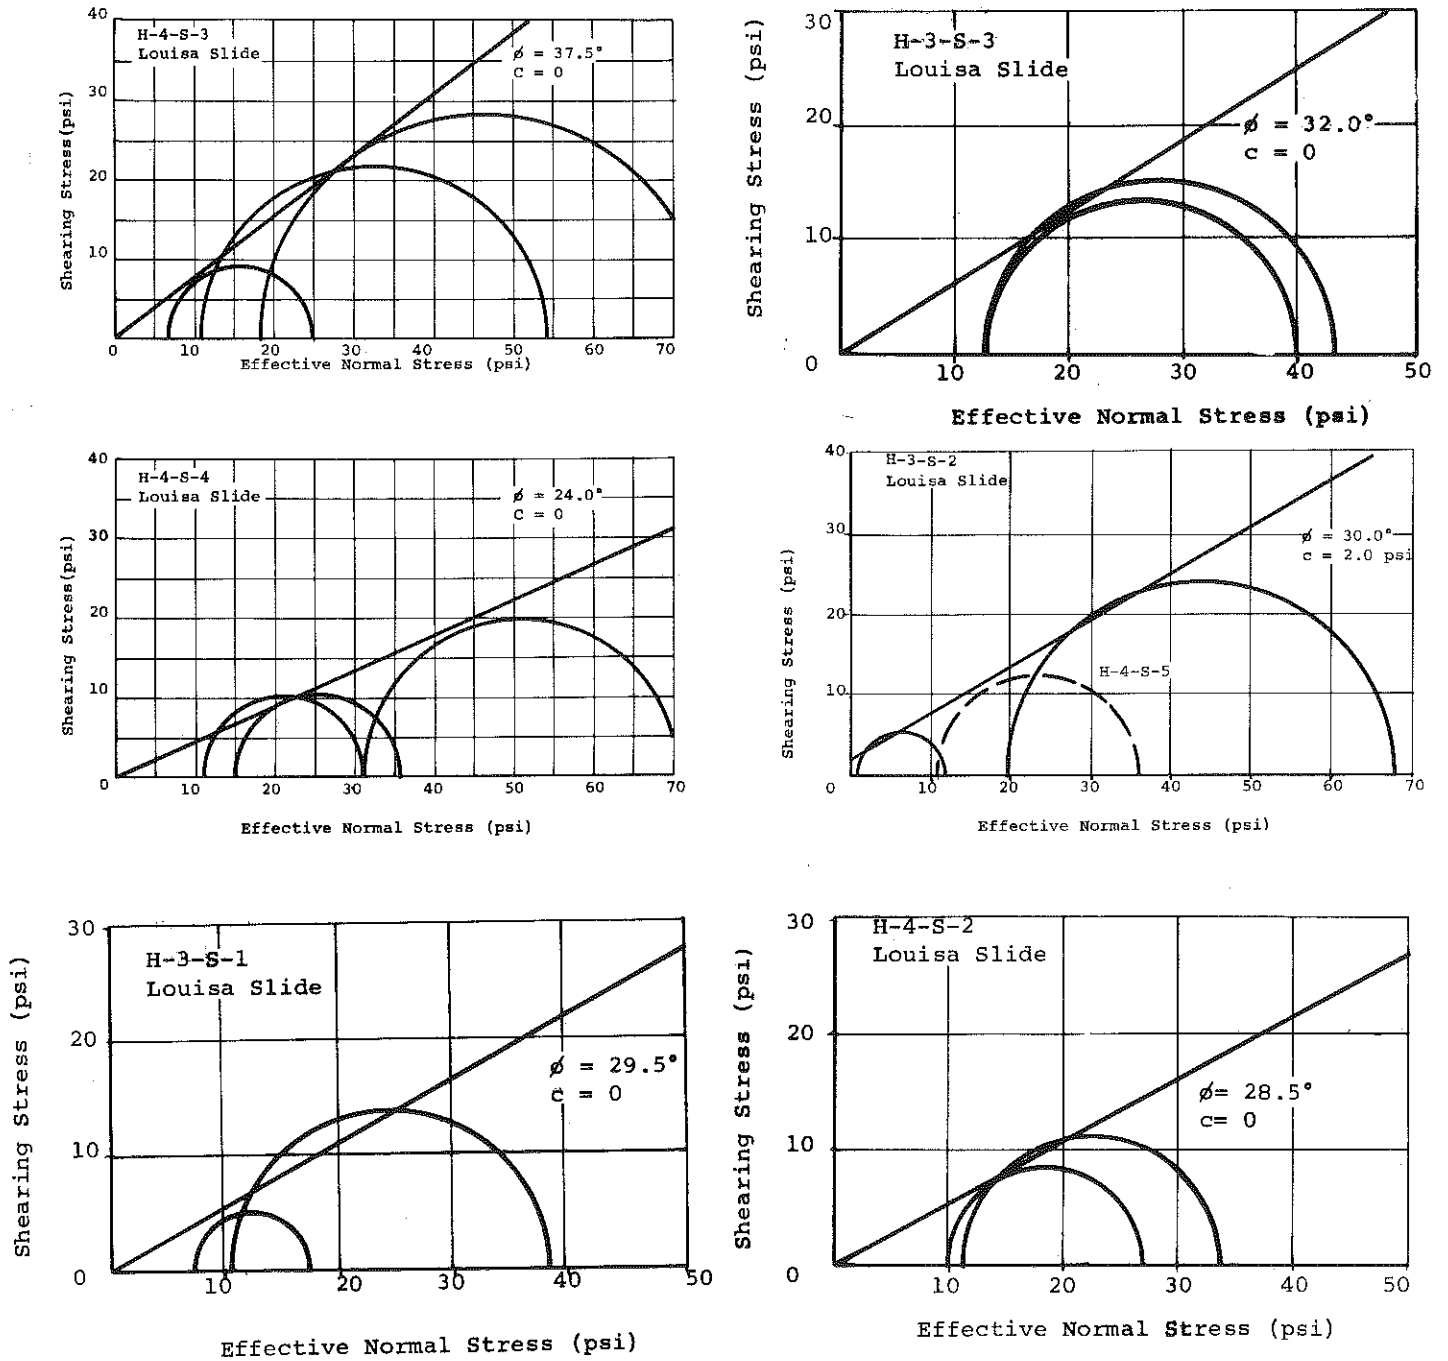 H-4-S-3
Louisa Slide
ø = 37.5°
C = 0
Shearing Stress(psi)
40
30
20
10
0 10 20 30 40 50 60 70
Effective Normal Stress (psi)
H-3-S-3
Louisa Slide
ø = 32.0°
c = 0
Shearing Stress (psi)
30
20
10
0
10 20 30 40 50
Effective Normal Stress (psi)
H-4-S-4
Louisa Slide
ø = 24.0°
C = 0
Shearing Stress(psi)
40
30
20
10
0 10 20 30 40 50 60 70
Effective Normal Stress (psi)
H-3-S-2
Louisa Slide
ø = 30.0°
c = 2.0 psi
H-4-S-5
Shearing Stress (psi)
40
30
20
10
0 10 20 30 40 50 60 70
Effective Normal Stress (psi)
H-3-S-1
Louisa Slide
ø = 29.5°
c = 0
Shearing Stress (psi)
30
20
10
0
10 20 30 40 50
Effective Normal Stress (psi)
H-4-S-2
Louisa Slide
ø= 28.5°
c= 0
Shearing Stress (psi)
30
20
10
0
10 20 30 40 50
Effective Normal Stress (psi)